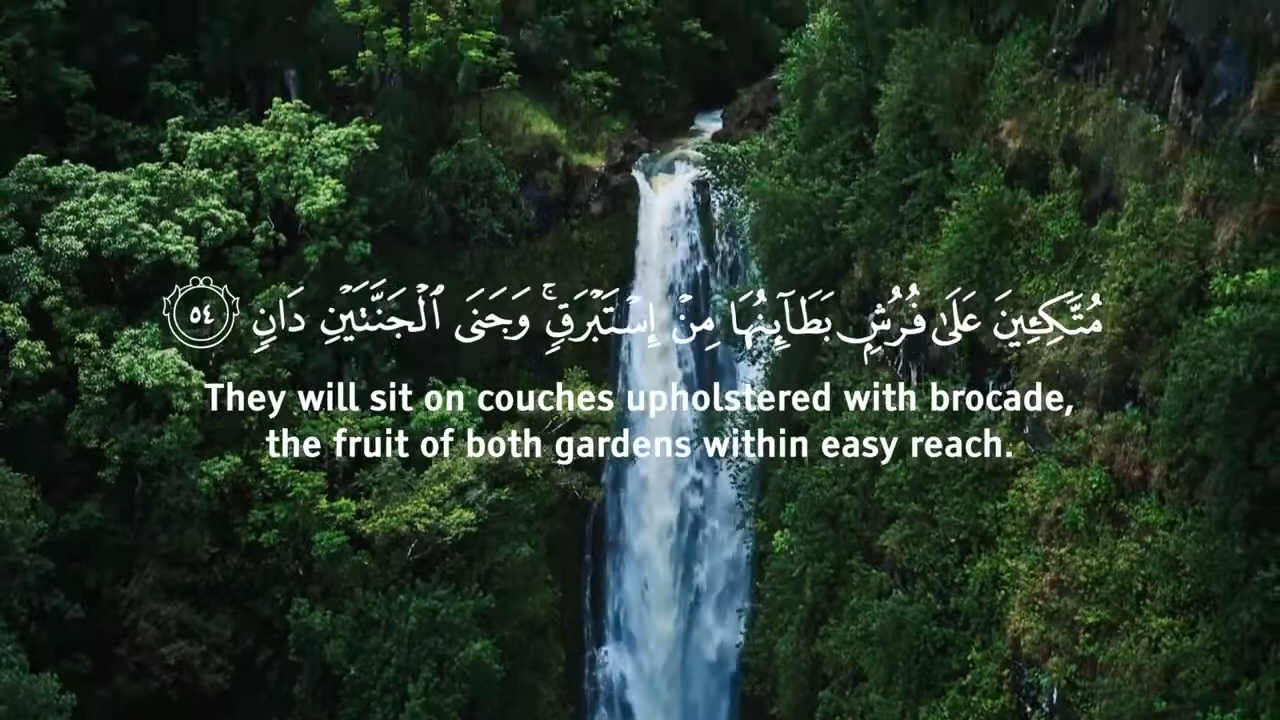 مُتَّكِـِٔينَ عَلَىٰ فُرُشٍۭ بَطَآئِنُهَا مِنْ إِسْتَبْرَقٍۚ وَجَنَى ٱلْجَنَّتَيْنِ دَانٍ ٥٤
They will sit on couches upholstered with brocade,
the fruit of both gardens within easy reach.